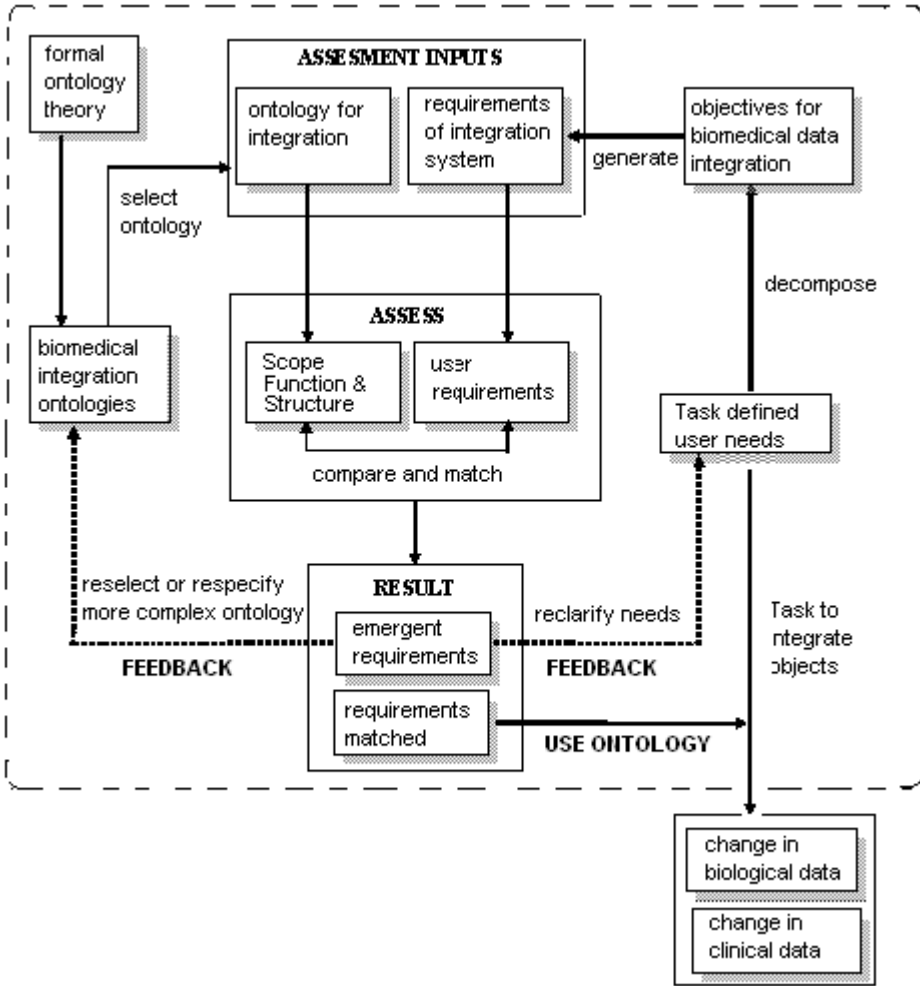 formal
ontology
theory
ASSESMENT INPUTS
ontology for
integration
requirements
of integration
system
objectives for
biomedical data
integration
generate
select
ontology
decompose
ASSESS
biomedical
integration
ontologies
Scope
Function &
Structure
user
requirements
Task defined
user needs
compare and match
reselect or respecify
more complex ontology
RESULT
emergent
requirements
reclarify needs
Task to
integrate
objects
FEEDBACK
FEEDBACK
requirements
matched
USE ONTOLOGY
change in
biological data
change in
clinical data